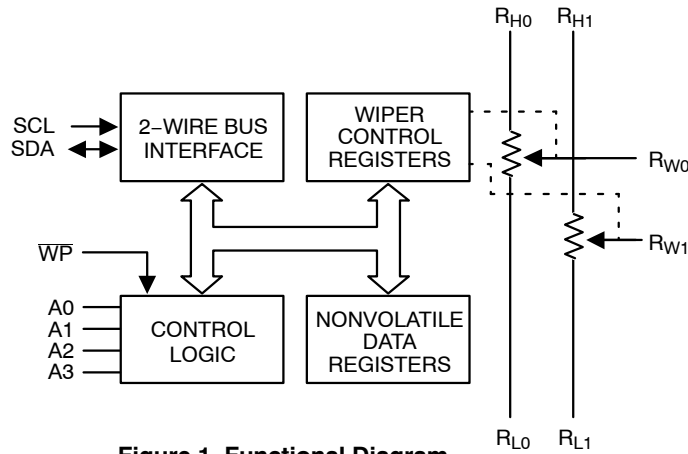 R_H0 R_H1
2−WIRE BUS
INTERFACE
WIPER
CONTROL
REGISTERS
SCL
SDA
R_W0
R_W1
W̅P̅
A0
A1
A2
A3
CONTROL
LOGIC
NONVOLATILE
DATA
REGISTERS
R_L0 R_L1
Figure 1. Functional Diagram